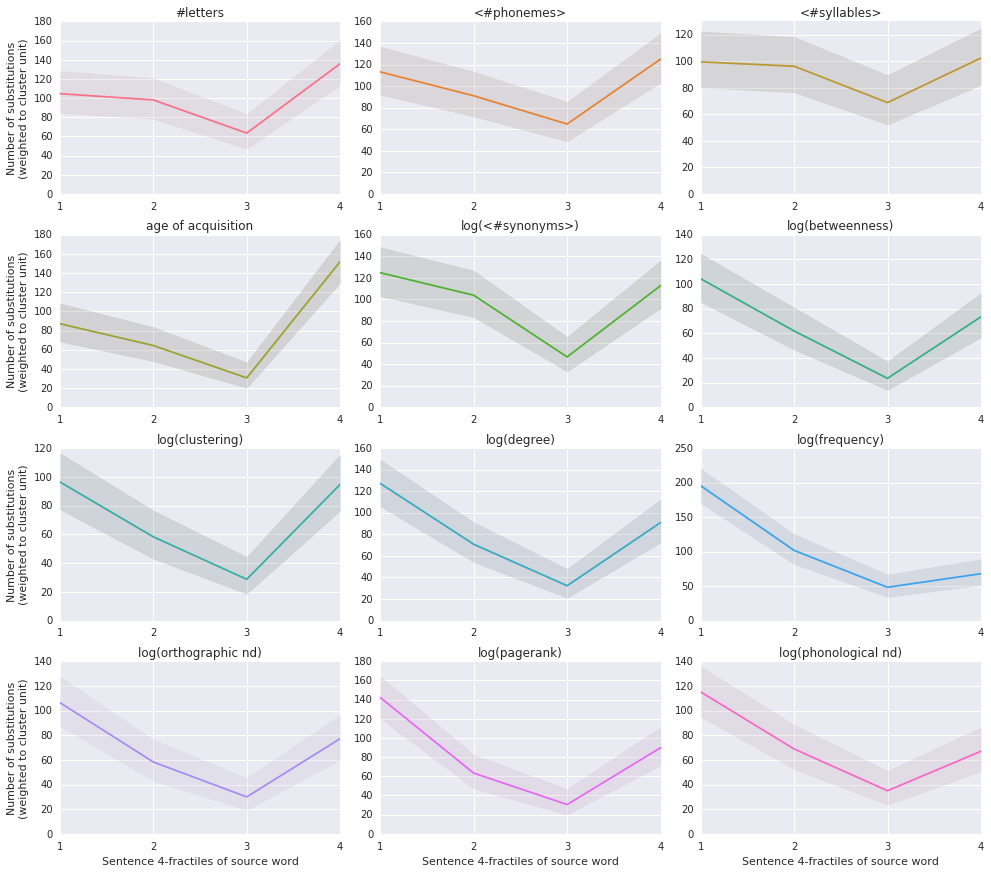 #letters
<#phonemes>
<#syllables>
Number of substitutions
(weighted to cluster unit)
180
160
140
120
100
80
60
40
20
0
1 2 3 4
160
140
120
100
80
60
40
20
0
1 2 3 4
120
100
80
60
40
20
0
1 2 3 4
age of acquisition
log(<#synonyms>)
log(betweenness)
Number of substitutions
(weighted to cluster unit)
180
160
140
120
100
80
60
40
20
0
1 2 3 4
160
140
120
100
80
60
40
20
0
1 2 3 4
140
120
100
80
60
40
20
0
1 2 3 4
log(clustering)
log(degree)
log(frequency)
Number of substitutions
(weighted to cluster unit)
120
100
80
60
40
20
0
1 2 3 4
160
140
120
100
80
60
40
20
0
1 2 3 4
250
200
150
100
50
0
1 2 3 4
log(orthographic nd)
log(pagerank)
log(phonological nd)
Number of substitutions
(weighted to cluster unit)
140
120
100
80
60
40
20
0
1 2 3 4
180
160
140
120
100
80
60
40
20
0
1 2 3 4
140
120
100
80
60
40
20
0
1 2 3 4
Sentence 4-fractiles of source word
Sentence 4-fractiles of source word
Sentence 4-fractiles of source word